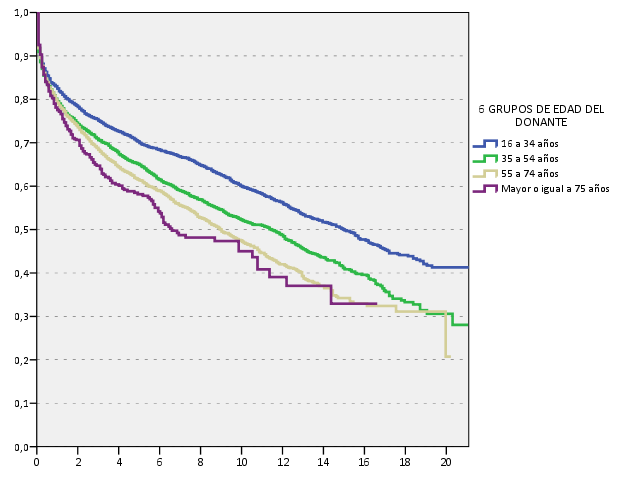 1,0
0,9
0,8
0,7
0,6
0,5
0,4
0,3
0,2
0,1
0,0
0 2 4 6 8 10 12 14 16 18 20
6 GRUPOS DE EDAD DEL
DONANTE
16 a 34 años
35 a 54 años
55 a 74 años
Mayor o igual a 75 años